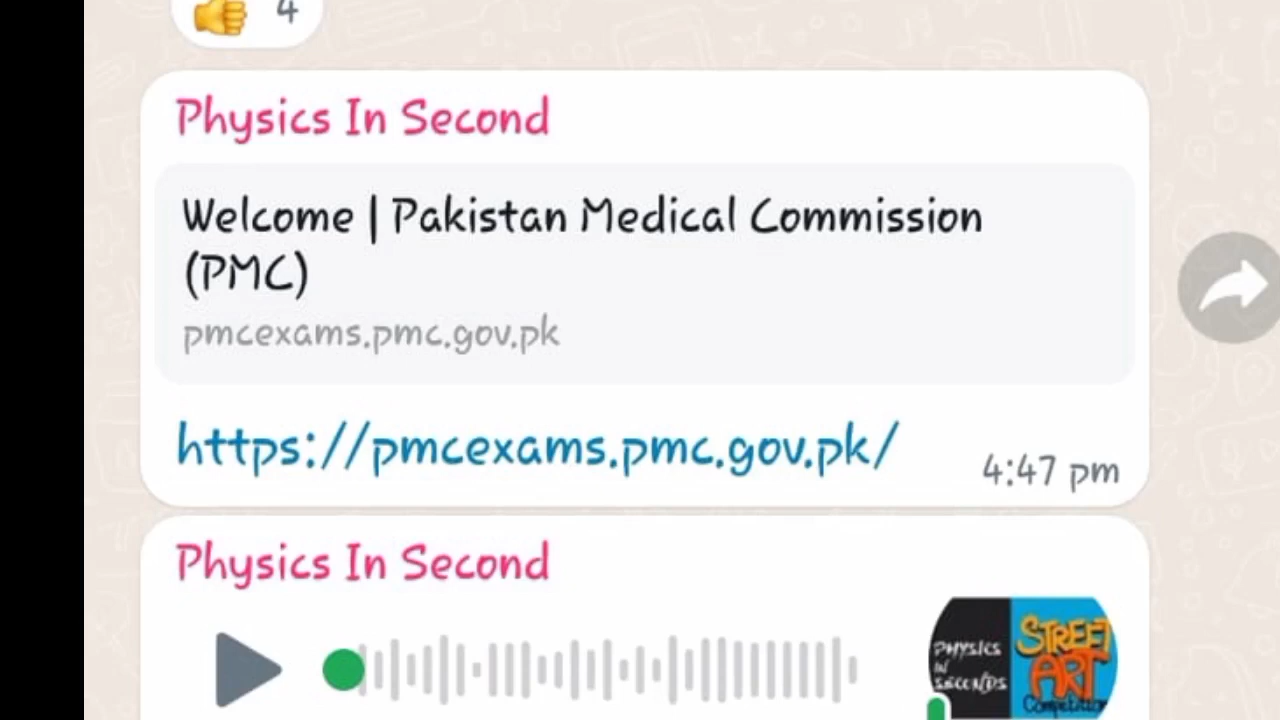 4
Physics In Second
Welcome | Pakistan Medical Commission
(PMC)
pmcexams.pmc.gov.pk
https://pmcexams.pmc.gov.pk/
4:47 pm
Physics In Second
PHYSICS
IN
SECONDS
STREET
ART
Competition